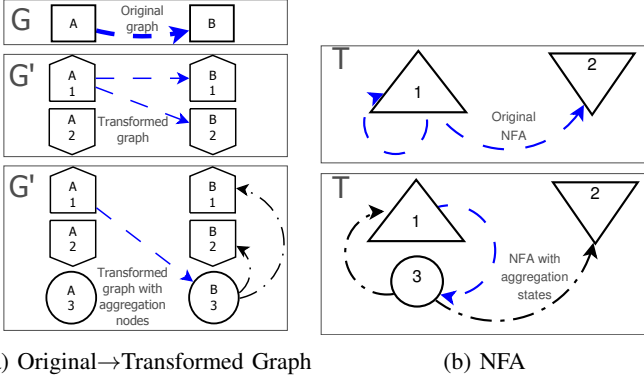 G
A
Original
graph
B
G'
A
1
B
1
A
2
Transformed
graph
B
2
G'
A
1
B
1
A
2
B
2
A
3
Transformed
graph with
aggregation
nodes
B
3
) Original→Transformed Graph
T
1
2
Original
NFA
T
1
2
3
NFA with
aggregation
states
(b) NFA